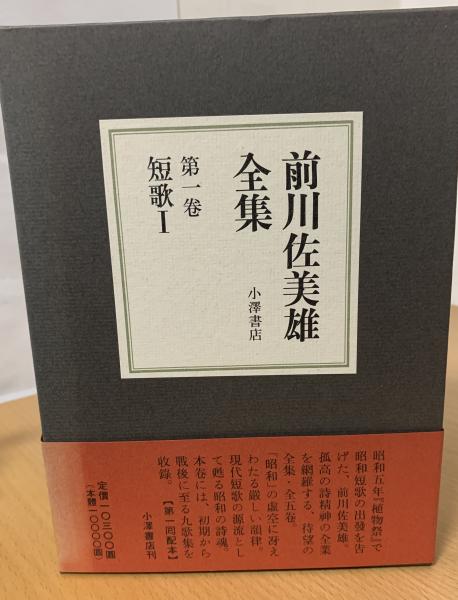 前川佐美雄
全集
小澤書店
第一卷
短歌Ⅰ
昭和五年『植物祭』で
昭和短歌の出發を告
げた、前川佐美雄。
孤高の詩精神の全業
を網羅する、待望の
全集・全五卷。
「昭和」の虛空に冴え
わたる厳しい韻律。
現代短歌の源流とし
て甦る昭和の詩魂。
本卷には、初期から
戰後に至る九歌集を
收錄。
【第一回配本】
小澤書店刊
定價一〇三〇〇圓
(本體一〇〇〇〇圓)